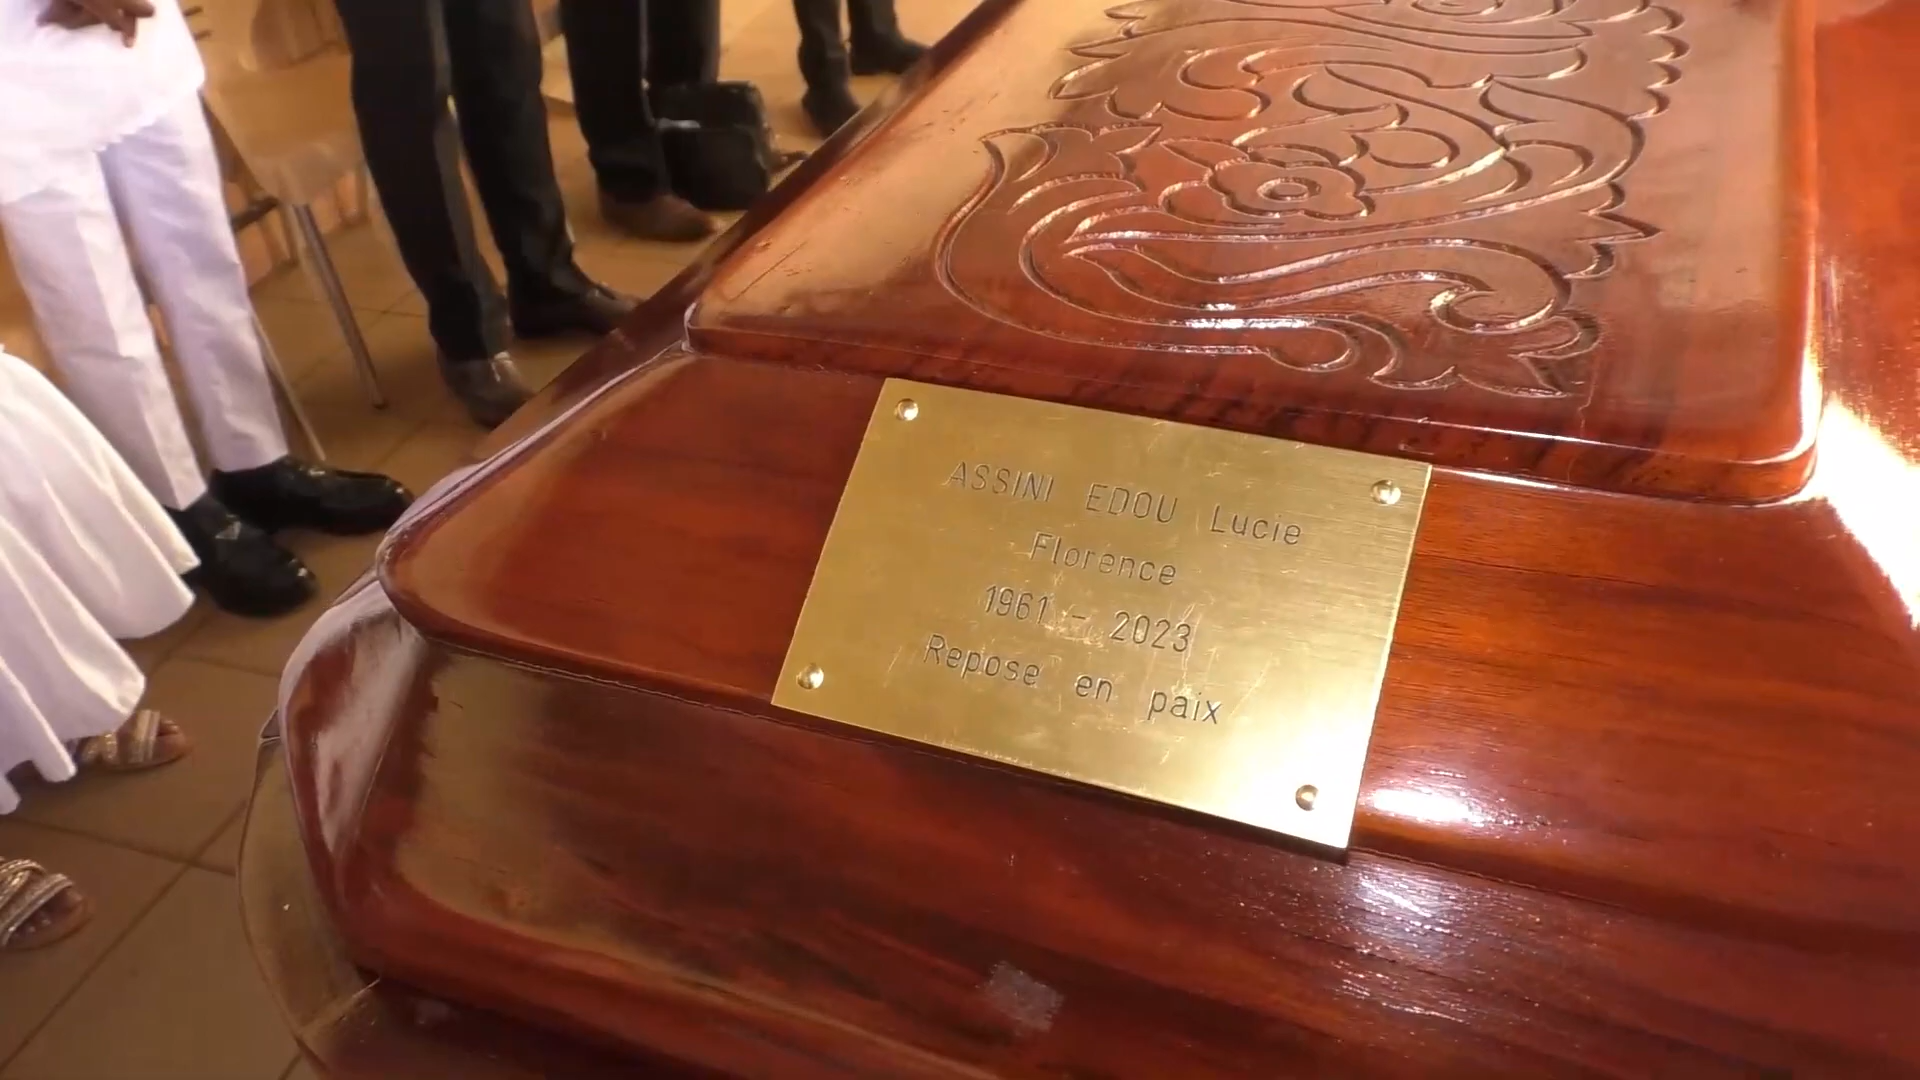 ASSINI EDOU Lucie
Florence
1961 - 2023
Repose en paix